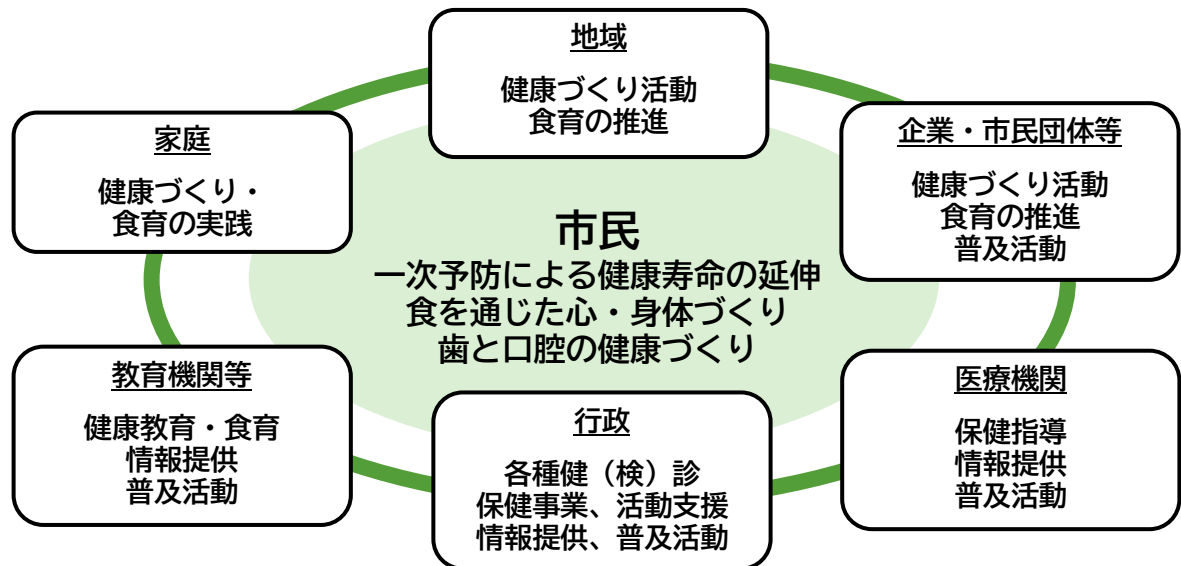 地域
健康づくり活動
食育の推進
家庭
健康づくり・
食育の実践
企業・市民団体等
健康づくり活動
食育の推進
普及活動
市民
一次予防による健康寿命の延伸
食を通じた心・身体づくり
歯と口腔の健康づくり
教育機関等
健康教育・食育
情報提供
普及活動
行政
各種健（検）診
保健事業、活動支援
情報提供、普及活動
医療機関
保健指導
情報提供
普及活動